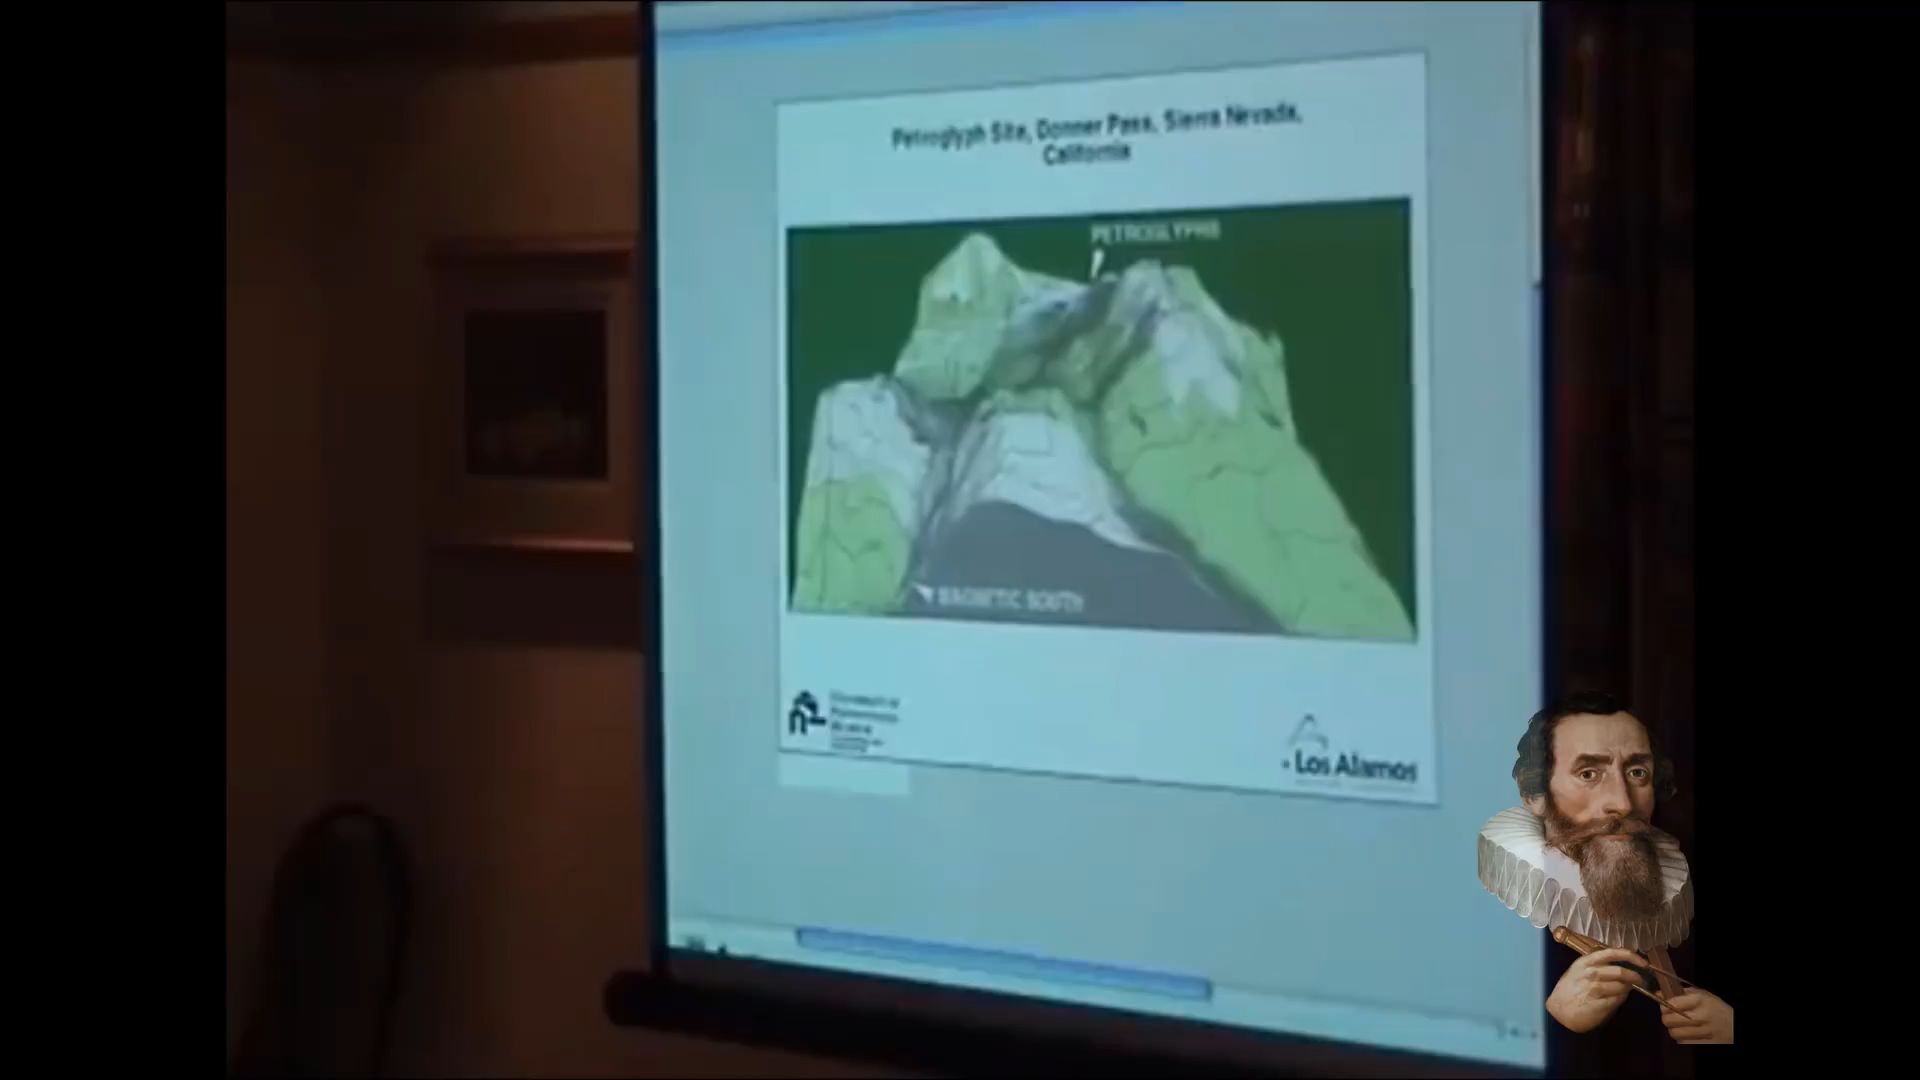 Petroglyph Site, Donner Pass, Sierra Nevada,
California
PETROGLYPHS
MAGNETIC SOUTH
Los Alamos